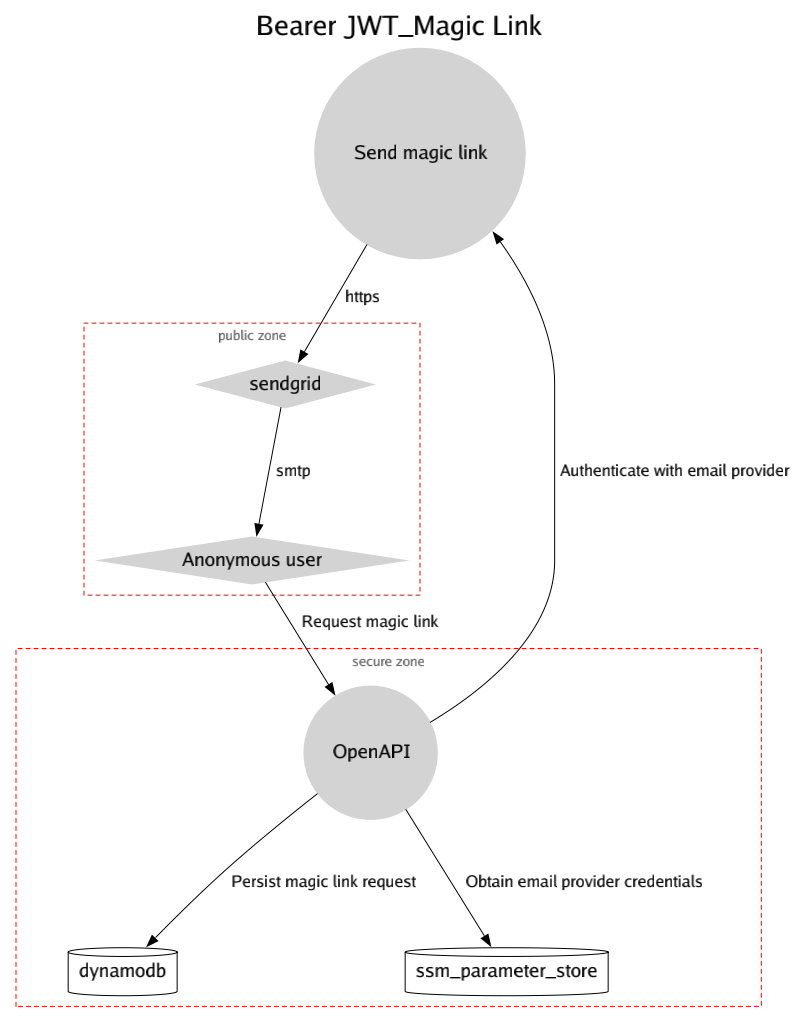 Bearer JWT_Magic Link
Send magic link
https
public zone
sendgrid
smtp
Authenticate with email provider
Anonymous user
Request magic link
secure zone
OpenAPI
Persist magic link request
Obtain email provider credentials
dynamodb
ssm_parameter_store